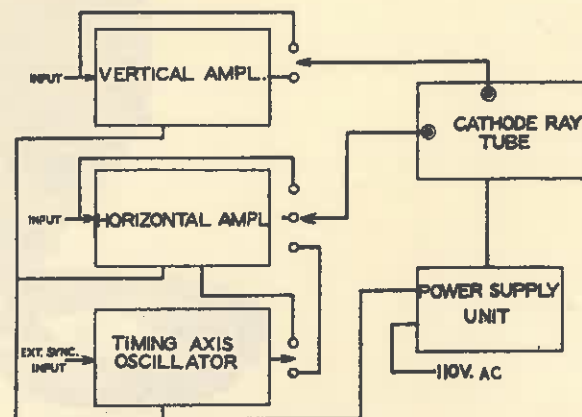 INPUT
VERTICAL AMPL.
CATHODE RAY
TUBE
INPUT
HORIZONTAL AMPL
POWER SUPPLY
UNIT
EXT. SYNC.
INPUT
TIMING AXIS
OSCILLATOR
110V. AC